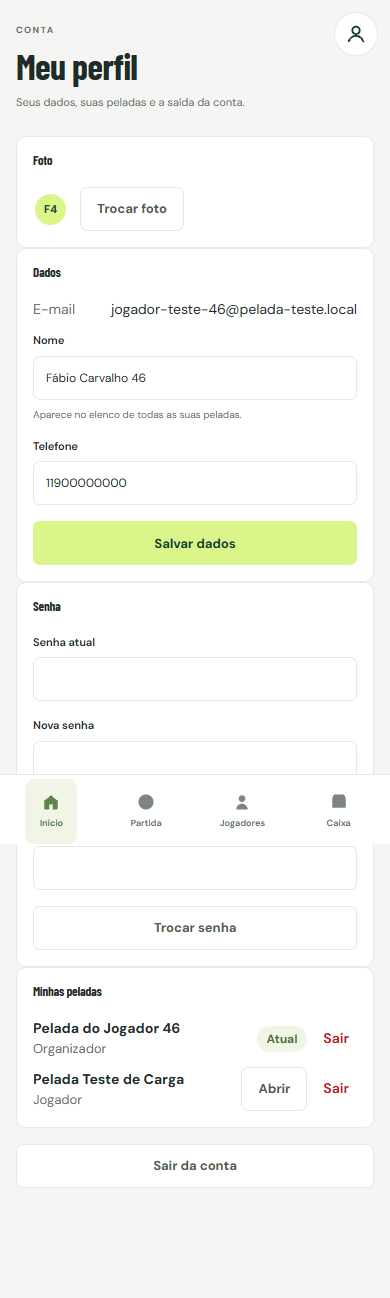 CONTA
Meu perfil
Seus dados, suas peladas e a saída da conta.
Foto
F4
Trocar foto
Dados
E-mail
jogador-teste-46@pelada-teste.local
Nome
Fábio Carvalho 46
Aparece no elenco de todas as suas peladas.
Telefone
11900000000
Salvar dados
Senha
Senha atual
Nova senha
Início
Partida
Jogadores
Caixa
Trocar senha
Minhas peladas
Pelada do Jogador 46
Organizador
Atual
Sair
Pelada Teste de Carga
Jogador
Abrir
Sair
Sair da conta